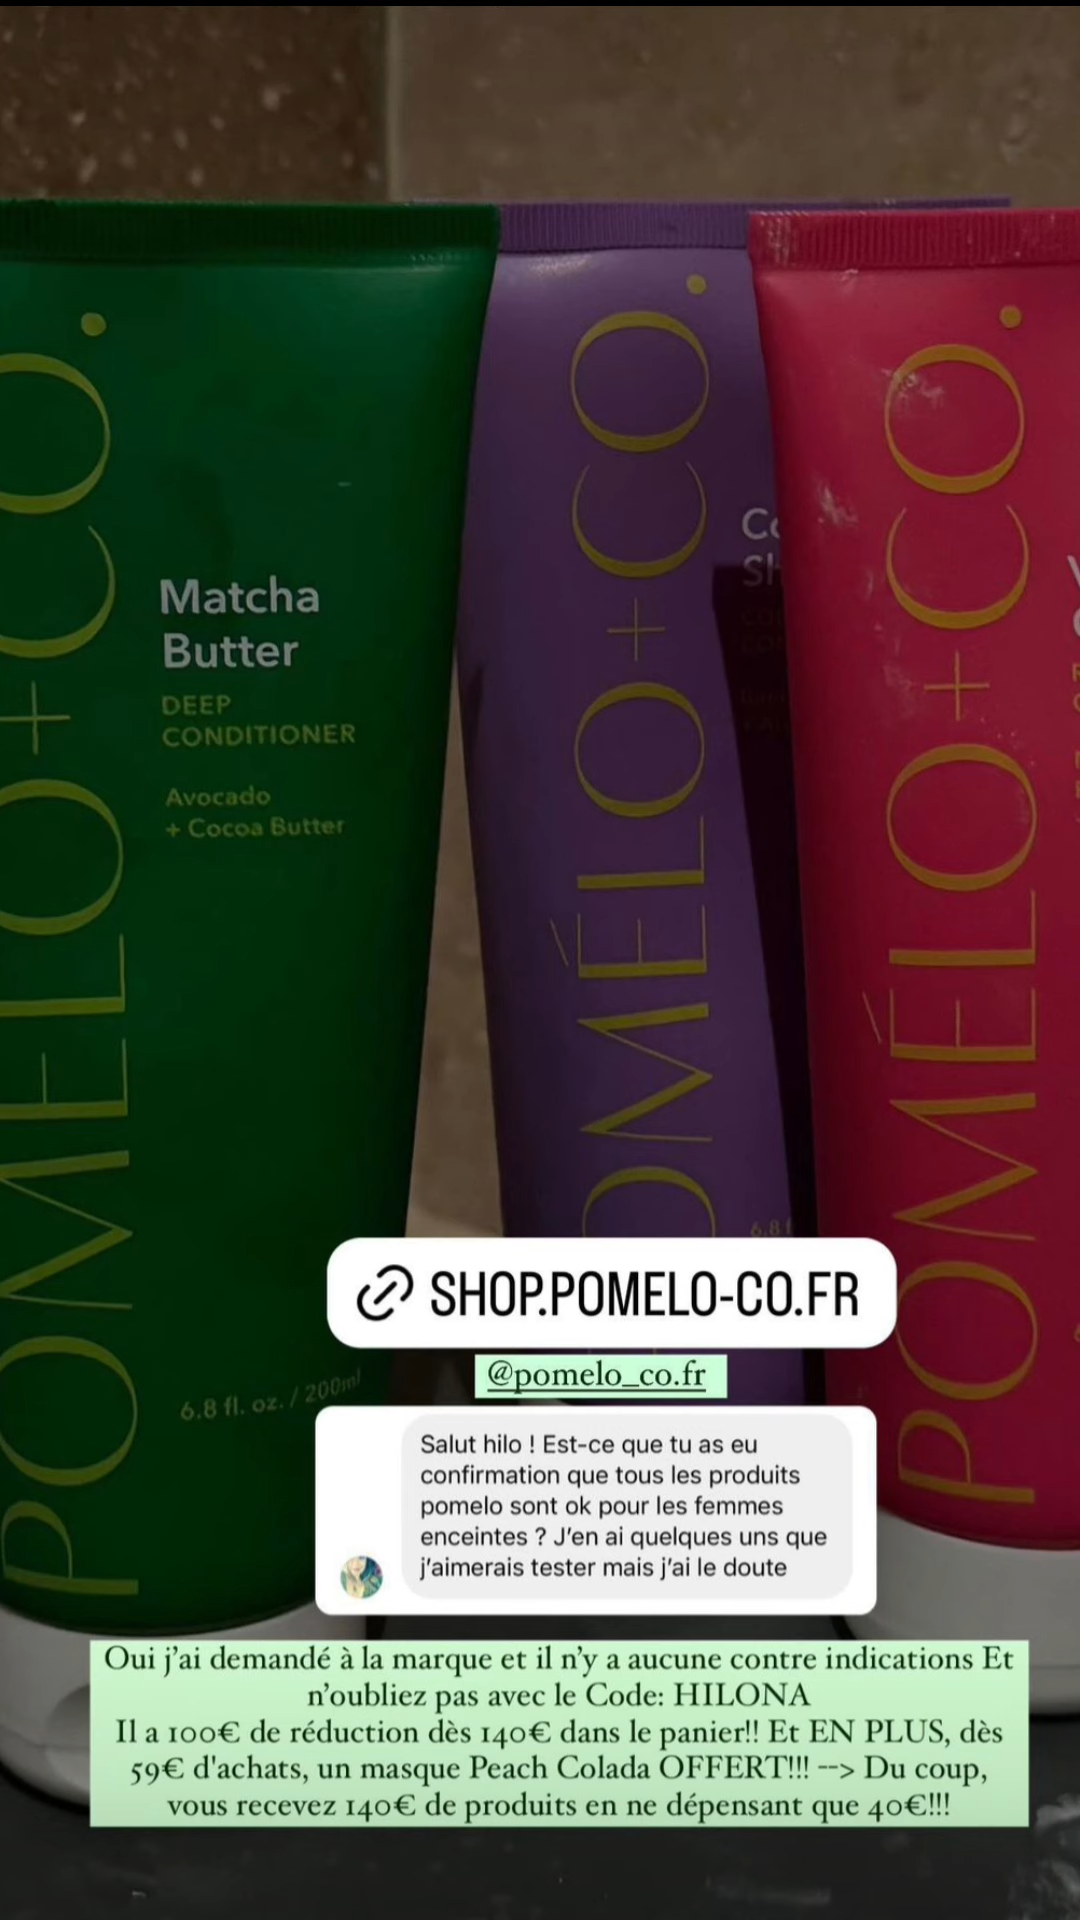 POMÉLO+CO.
Matcha
Butter
DEEP
CONDITIONER
Avocado
+ Cocoa Butter
6.8 fl. oz. / 200ml
POMÉLO+CO.
6.8 f
POMÉLO+CO.
SHOP.POMELO-CO.FR
@pomelo_co.fr
Salut hilo ! Est-ce que tu as eu
confirmation que tous les produits
pomelo sont ok pour les femmes
enceintes ? J’en ai quelques uns que
j’aimerais tester mais j’ai le doute
Oui j’ai demandé à la marque et il n’y a aucune contre indications Et
n’oubliez pas avec le Code: HILONA
Il a 100€ de réduction dès 140€ dans le panier!! Et EN PLUS, dès
59€ d'achats, un masque Peach Colada OFFERT!!! --> Du coup,
vous recevez 140€ de produits en ne dépensant que 40€!!!